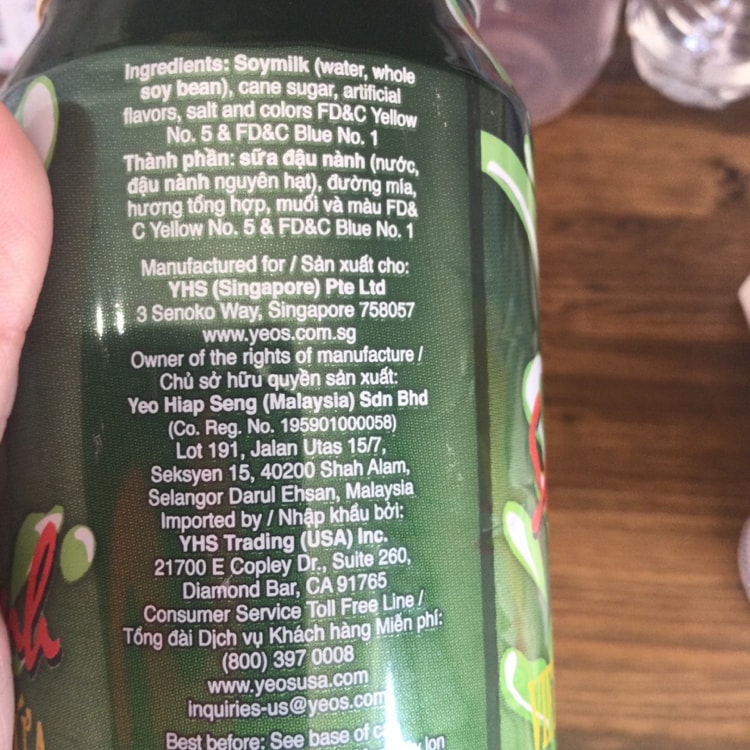 Ingredients: Soymilk (water, whole
soy bean), cane sugar, artificial
flavors, salt and colors FD&C Yellow
No. 5 & FD&C Blue No. 1
Thành phần: sữa đậu nành (nước,
đậu nành nguyên hạt), đường mía,
hương tổng hợp, muối và màu FD&
C Yellow No. 5 & FD&C Blue No. 1
Manufactured for / Sản xuất cho:
YHS (Singapore) Pte Ltd
3 Senoko Way, Singapore 758057
www.yeos.com.sg
Owner of the rights of manufacture /
Chủ sở hữu quyền sản xuất:
Yeo Hiap Seng (Malaysia) Sdn Bhd
(Co. Reg. No. 195901000058)
Lot 191, Jalan Utas 15/7,
Seksyen 15, 40200 Shah Alam,
Selangor Darul Ehsan, Malaysia
Imported by / Nhập khẩu bởi:
YHS Trading (USA) Inc.
21700 E Copley Dr., Suite 260,
Diamond Bar, CA 91765
Consumer Service Toll Free Line /
Tổng đài Dịch vụ Khách hàng Miễn phí:
(800) 397 0008
www.yeosusa.com
inquiries-us@yeos.com
Best before: See base of